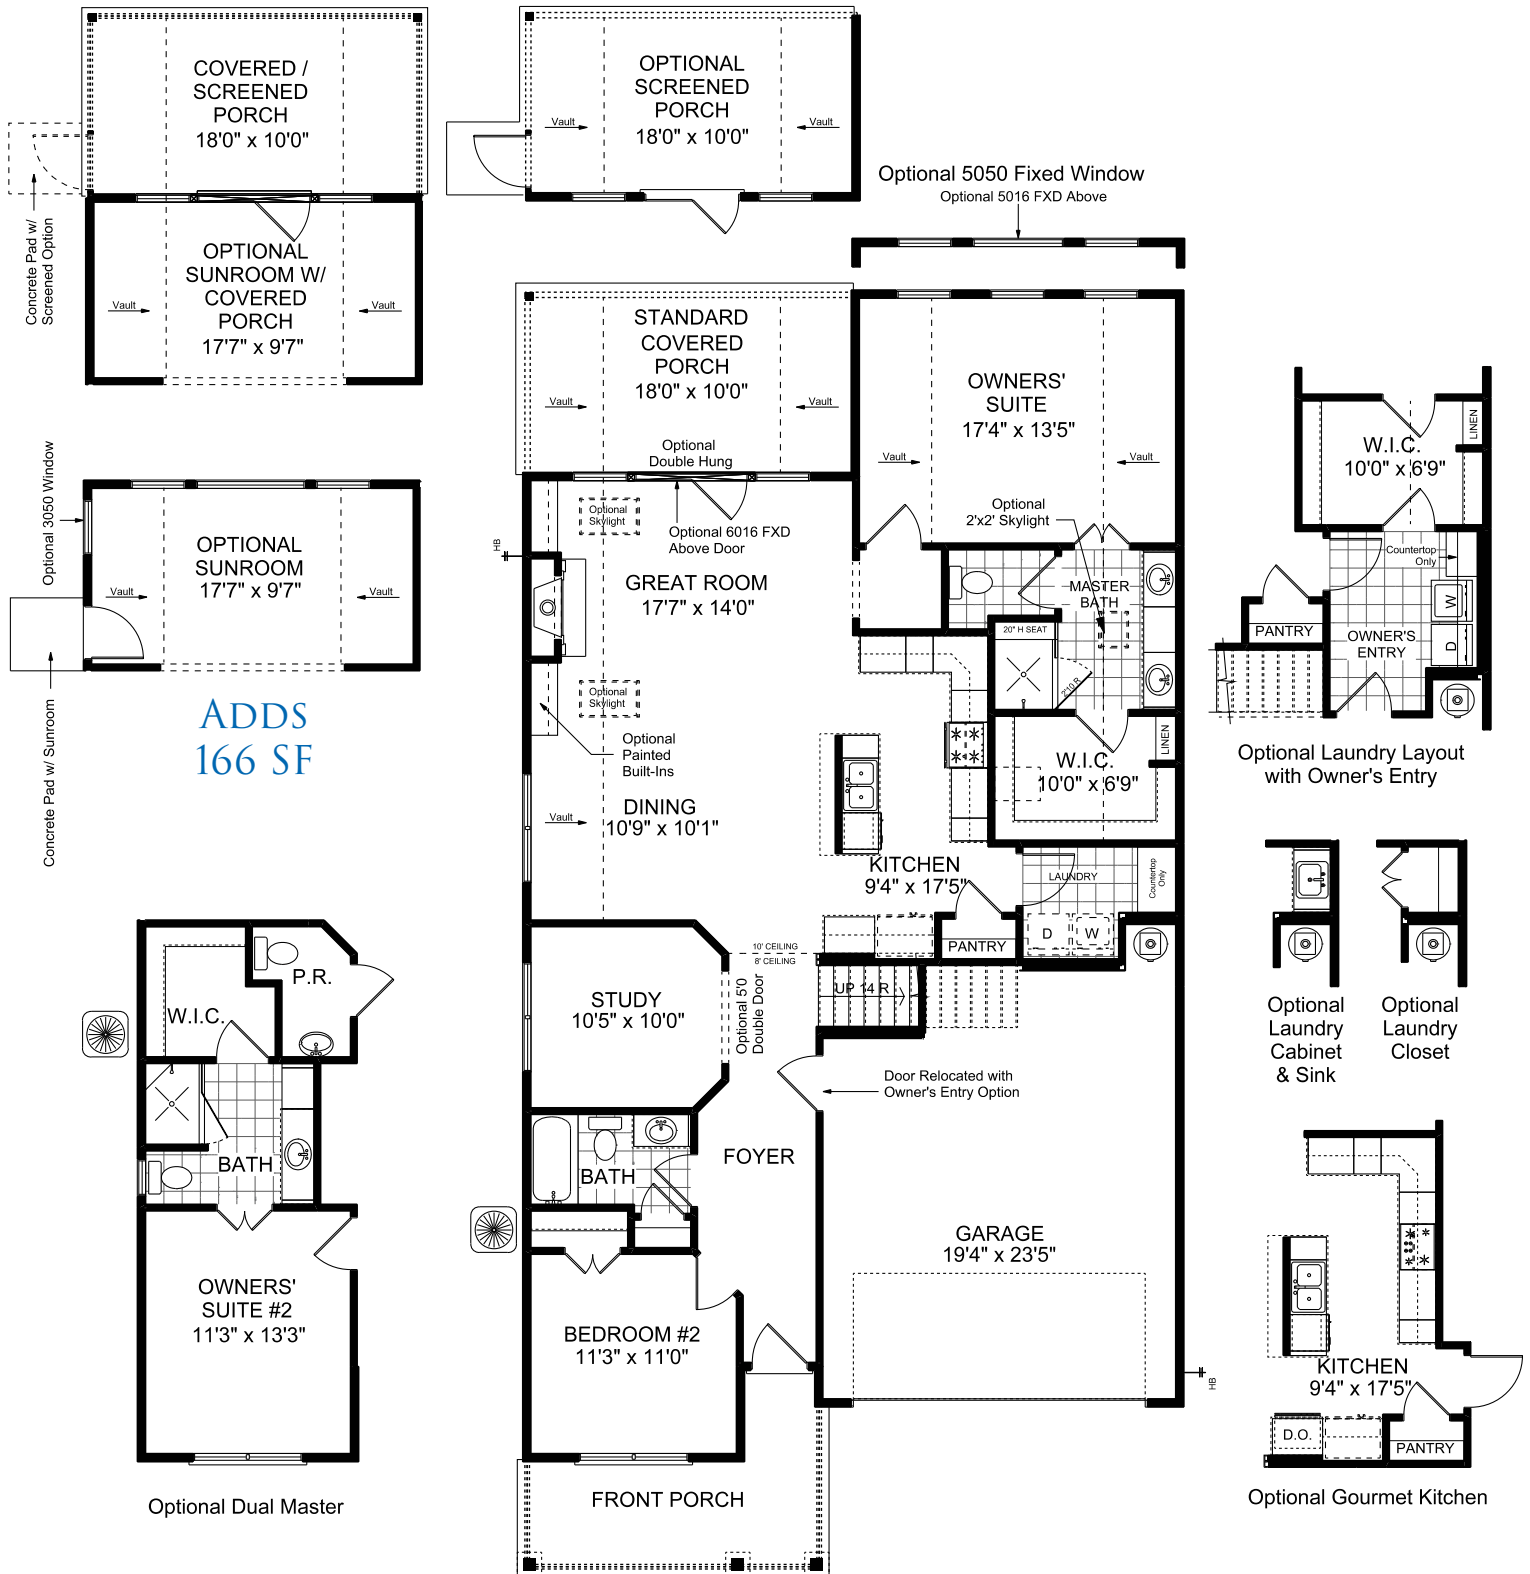 COVERED /
SCREENED
PORCH
18'0" x 10'0"
Concrete Pad w/
Screened Option
OPTIONAL
SUNROOM W/
COVERED
PORCH
17'7" x 9'7"
Vault
Vault
OPTIONAL
SCREENED
PORCH
18'0" x 10'0"
Vault
Vault
Optional 5050 Fixed Window
Optional 5016 FXD Above
STANDARD
COVERED
PORCH
18'0" x 10'0"
Vault
Vault
Optional
Double Hung
OWNERS'
SUITE
17'4" x 13'5"
Vault
Vault
Optional
2'x2' Skylight
Optional 3050 Window
OPTIONAL
SUNROOM
17'7" x 9'7"
Vault
Vault
Concrete Pad w/ Sunroom
ADDS
166 SF
HB
Optional
Skylight
Optional 6016 FXD
Above Door
GREAT ROOM
17'7" x 14'0"
Optional
Skylight
Optional
Painted
Built-Ins
MASTER
BATH
20" H SEAT
2'10 R
W.I.C.
10'0" x 6'9"
LINEN
DINING
10'9" x 10'1"
Vault
KITCHEN
9'4" x 17'5"
LAUNDRY
Countertop
Only
D
W
PANTRY
10' CEILING
8' CEILING
UP 14 R
STUDY
10'5" x 10'0"
Optional 5'0
Double Door
Door Relocated with
Owner's Entry Option
BATH
FOYER
GARAGE
19'4" x 23'5"
BEDROOM #2
11'3" x 11'0"
HB
FRONT PORCH
W.I.C.
P.R.
BATH
OWNERS'
SUITE #2
11'3" x 13'3"
Optional Dual Master
W.I.C.
10'0" x 6'9"
LINEN
Countertop
Only
W
D
PANTRY
OWNER'S
ENTRY
Optional Laundry Layout
with Owner's Entry
Optional
Laundry
Cabinet
& Sink
Optional
Laundry
Closet
KITCHEN
9'4" x 17'5"
D.O.
PANTRY
Optional Gourmet Kitchen